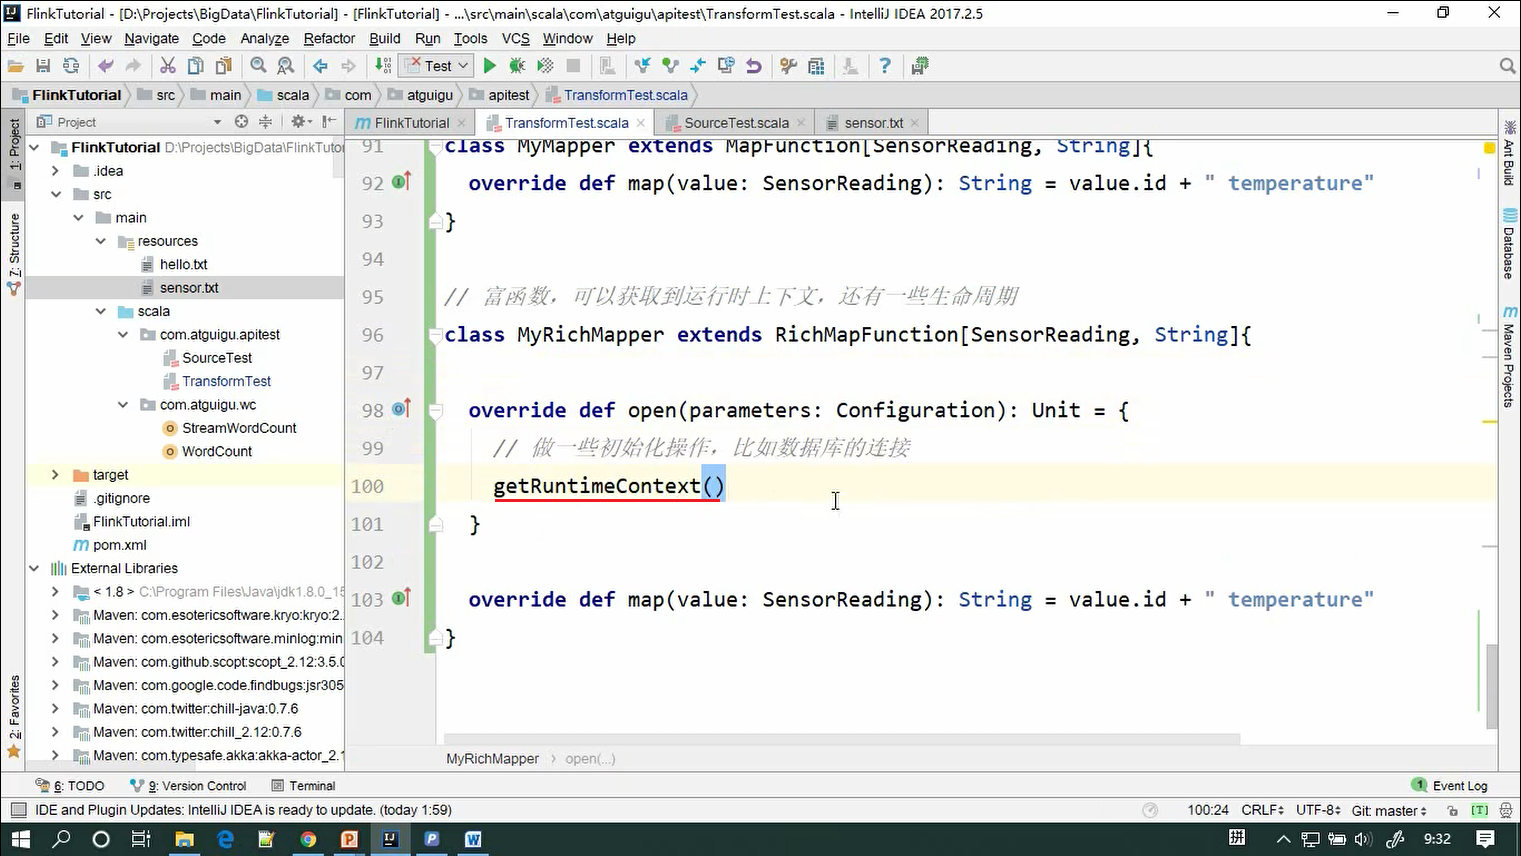 FlinkTutorial - [D:\Projects\BigData\FlinkTutorial] - [FlinkTutorial] - ...\src\main\scala\com\atguigu\apitest\TransformTest.scala - IntelliJ IDEA 2017.2.5
File Edit View Navigate Code Analyze Refactor Build Run Tools VCS Window Help
Test
FlinkTutorial src main scala com atguigu apitest TransformTest.scala
Project
FlinkTutorial TransformTest.scala SourceTest.scala sensor.txt
1: Project
7: Structure
2: Favorites
FlinkTutorial D:\Projects\BigData\FlinkTutor
.idea
src
main
resources
hello.txt
sensor.txt
scala
com.atguigu.apitest
SourceTest
TransformTest
com.atguigu.wc
StreamWordCount
WordCount
target
.gitignore
FlinkTutorial.iml
pom.xml
External Libraries
< 1.8 > C:\Program Files\Java\jdk1.8.0_15
Maven: com.esotericsoftware.kryo:kryo:2.
Maven: com.esotericsoftware.minlog:min
Maven: com.github.scopt:scopt_2.12:3.5.0
Maven: com.google.code.findbugs:jsr305
Maven: com.twitter:chill-java:0.7.6
Maven: com.twitter:chill_2.12:0.7.6
Maven: com.typesafe.akka:akka-actor_2.1
91 class MyMapper extends MapFunction[SensorReading, String]{
92 override def map(value: SensorReading): String = value.id + " temperature"
93 }
94
95 // 富函数，可以获取到运行时上下文，还有一些生命周期
96 class MyRichMapper extends RichMapFunction[SensorReading, String]{
97
98 override def open(parameters: Configuration): Unit = {
99 // 做一些初始化操作，比如数据库的连接
100 getRuntimeContext()
101 }
102
103 override def map(value: SensorReading): String = value.id + " temperature"
104 }
MyRichMapper open(...)
Ant Build
Database
Maven Projects
6: TODO 9: Version Control Terminal 1 Event Log
IDE and Plugin Updates: IntelliJ IDEA is ready to update. (today 1:59) 100:24 CRLF UTF-8 Git: master [T]
拼 9:32